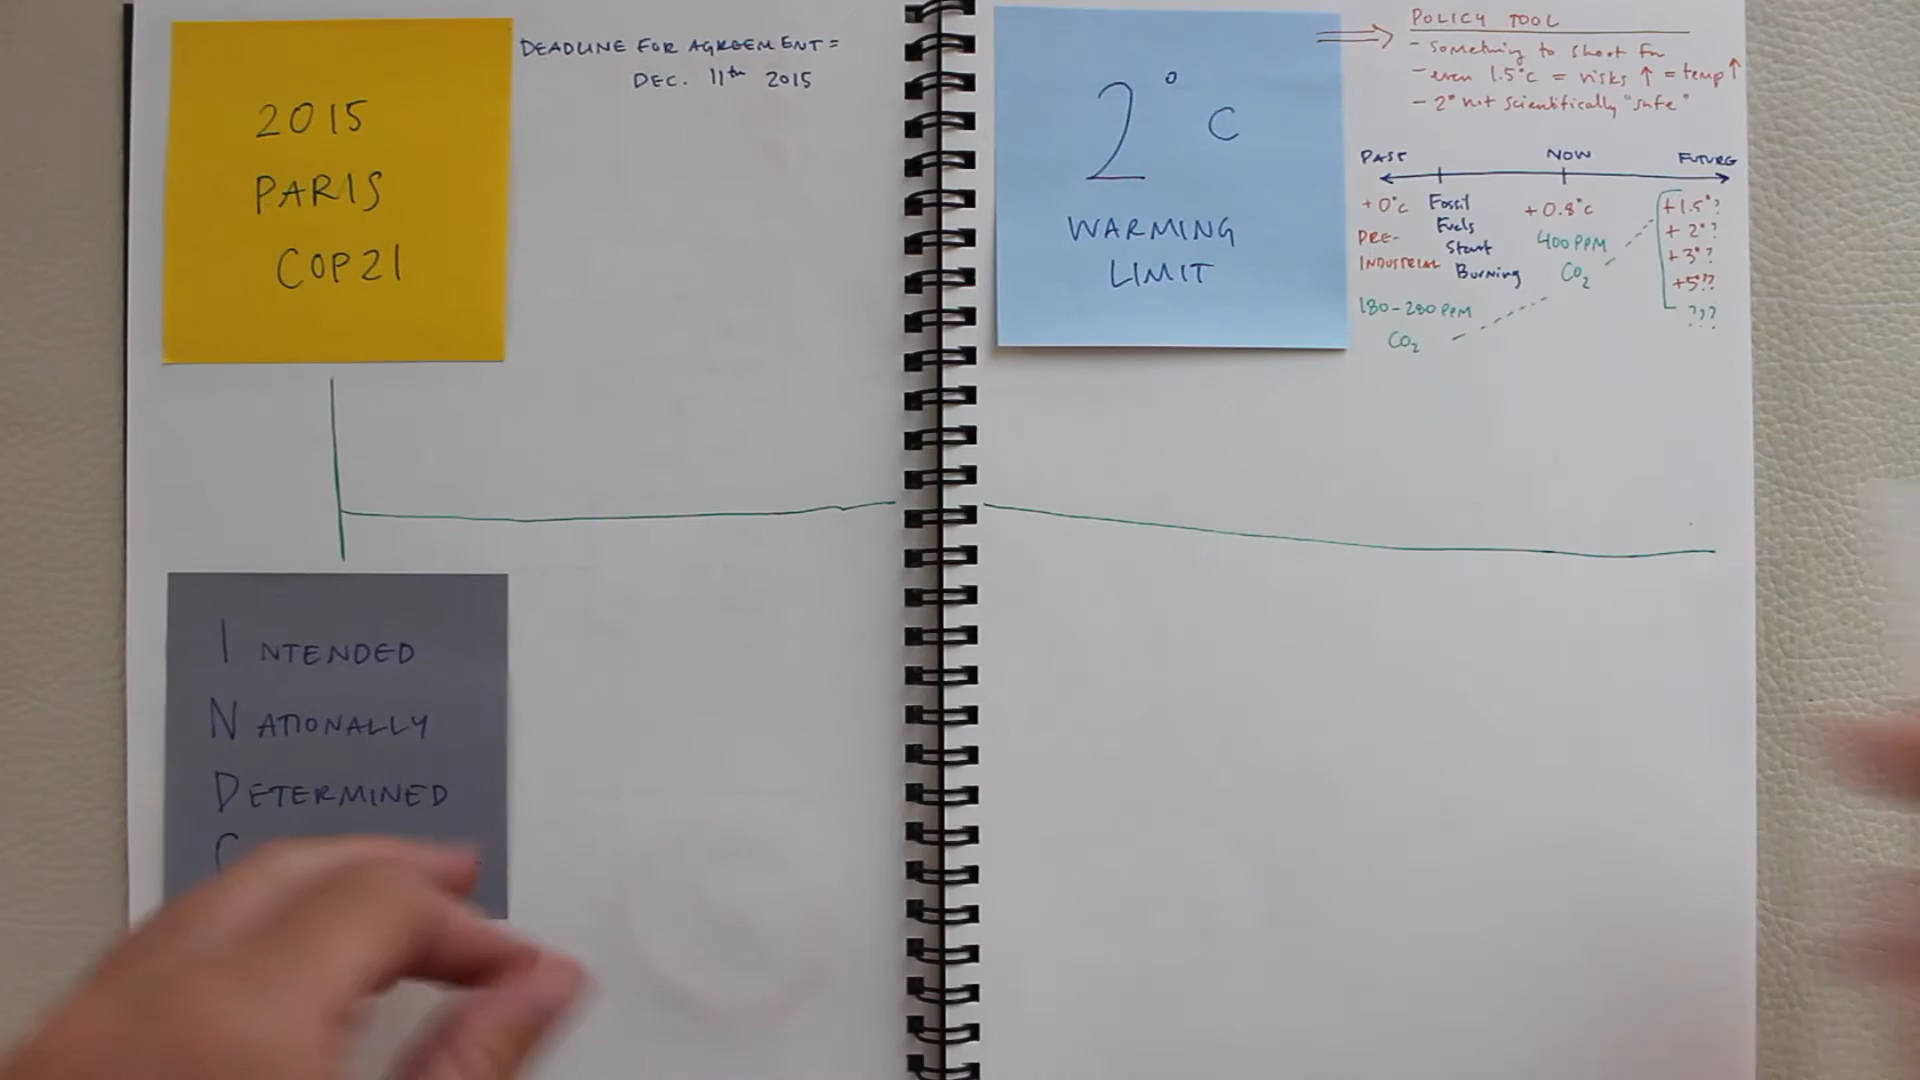 2015
PARIS
COP21
DEADLINE FOR AGREEMENT =
DEC. 11th 2015
2°C
WARMING
LIMIT
POLICY TOOL
- something to shoot for
- even 1.5°C = risks ↑ = temp ↑
- 2° not scientifically "safe"
PAST NOW FUTURE
+0°C
PRE-
INDUSTRIAL
180-280 PPM
CO2
Fossil
Fuels
Start
Burning
+0.8°C
400 PPM
CO2
+1.5°?
+2°?
+3°?
+5°??
???
INTENDED
NATIONALLY
DETERMINED
C